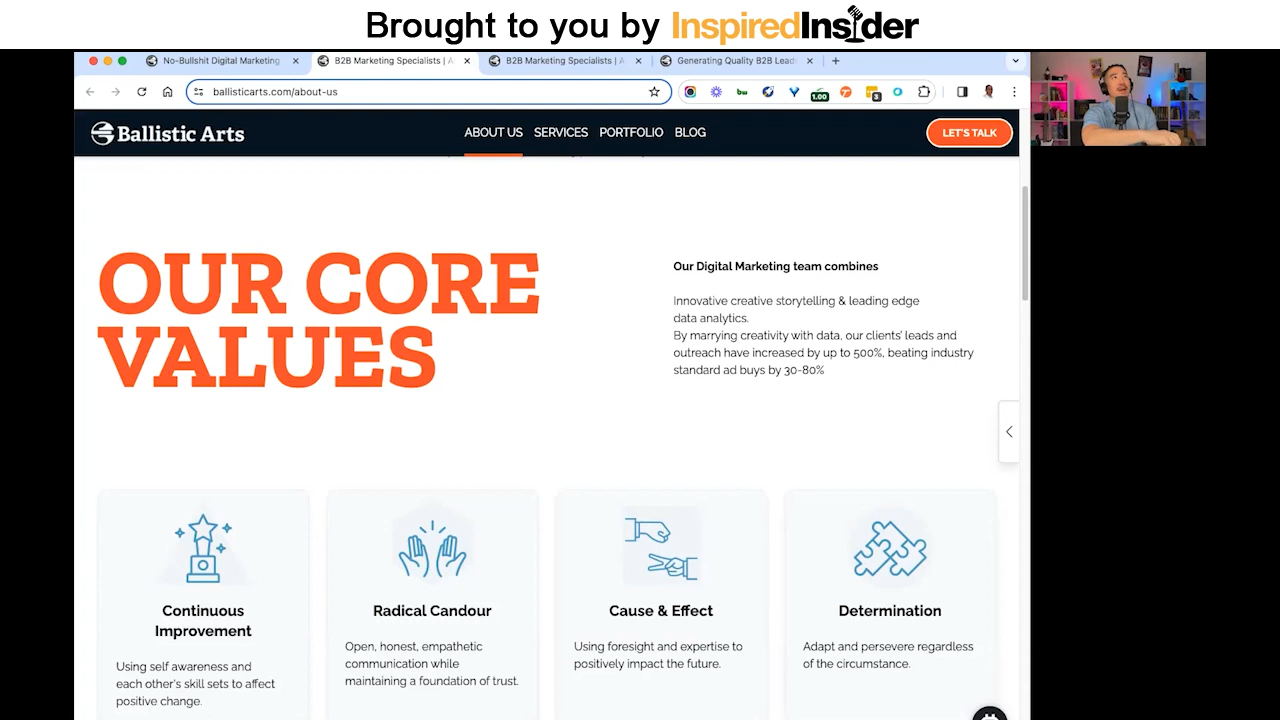 Brought to you by InspiredInsider
No-Bullshit Digital Marketing
B2B Marketing Specialists | A
B2B Marketing Specialists | A
Generating Quality B2B Lead
ballisticarts.com/about-us
1.00
Ballistic Arts
ABOUT US
SERVICES
PORTFOLIO
BLOG
LET'S TALK
OUR CORE
VALUES
Our Digital Marketing team combines
Innovative creative storytelling & leading edge
data analytics.
By marrying creativity with data, our clients' leads and
outreach have increased by up to 500%, beating industry
standard ad buys by 30-80%
Continuous
Improvement
Using self awareness and
each other's skill sets to affect
positive change.
Radical Candour
Open, honest, empathetic
communication while
maintaining a foundation of trust.
Cause & Effect
Using foresight and expertise to
positively impact the future.
Determination
Adapt and persevere regardless
of the circumstance.